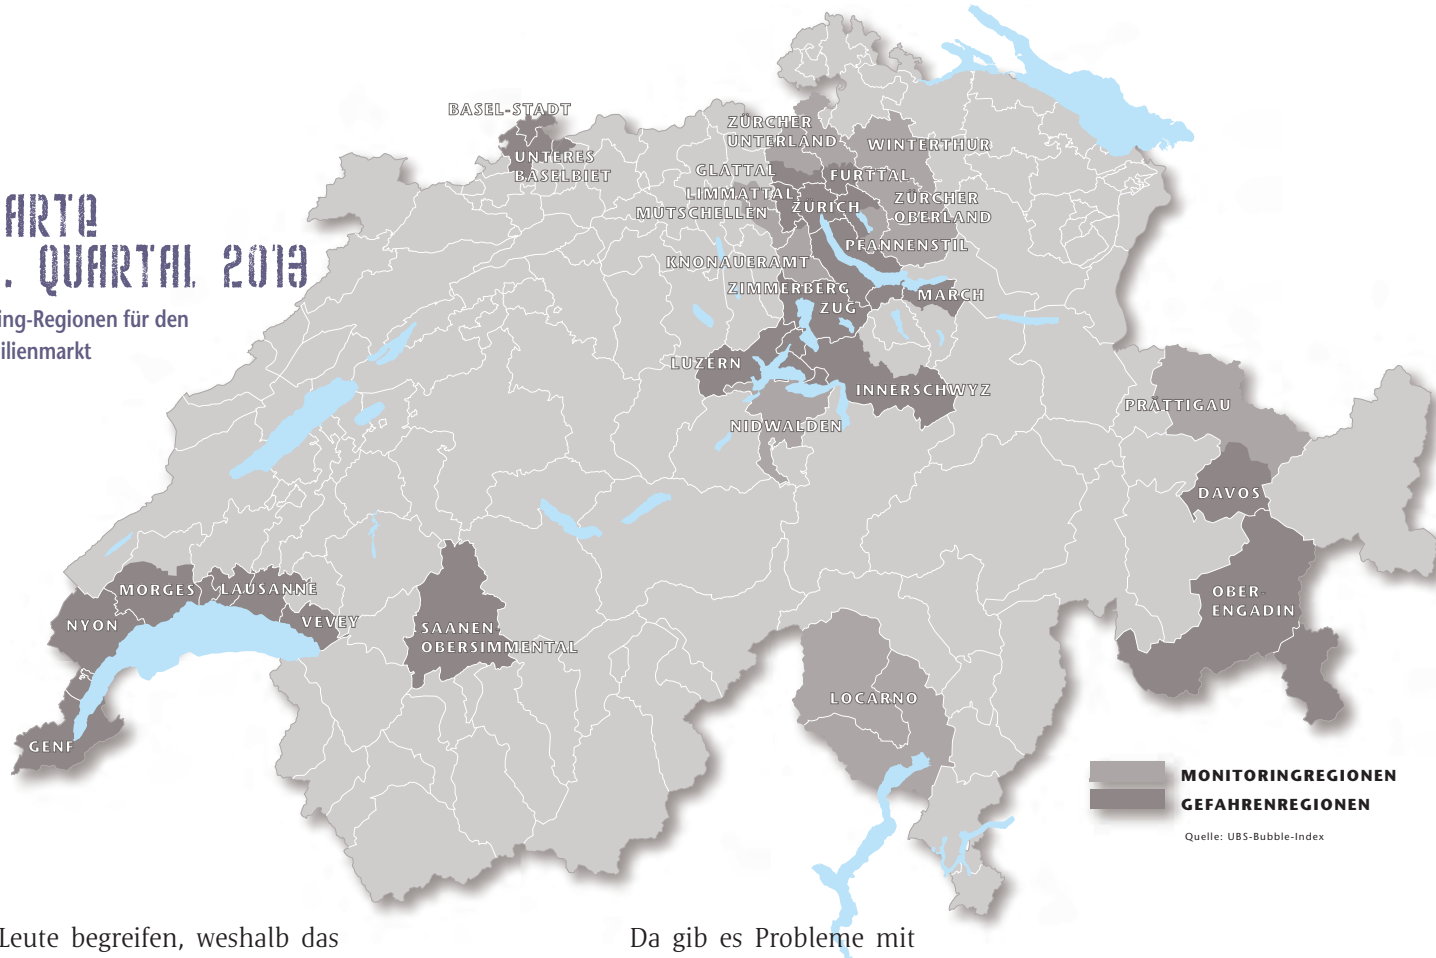 ARTE
. QUARTAL 2013
ing-Regionen für den
ilienmarkt
BASEL-STADT
UNTERES
BASELBIET
ZÜRCHER
UNTERLAND
WINTERTHUR
GLATTAL
FURTTAL
LIMMATTAL
ZÜRCHER
OBERLAND
MUTSCHELLEN
ZÜRICH
PFANNENSTIL
KNONAUERAMT
ZIMMERBERG
MARCH
ZUG
LUZERN
INNERSCHWYZ
NIDWALDEN
PRÄTTIGAU
DAVOS
OBER-
ENGADIN
MORGES
LAUSANNE
NYON
VEVEY
SAANEN-
OBERSIMMENTAL
GENF
LOCARNO
MONITORINGREGIONEN
GEFAHRENREGIONEN
Quelle: UBS-Bubble-Index
Leute begreifen, weshalb das
Da gib es Probleme mit